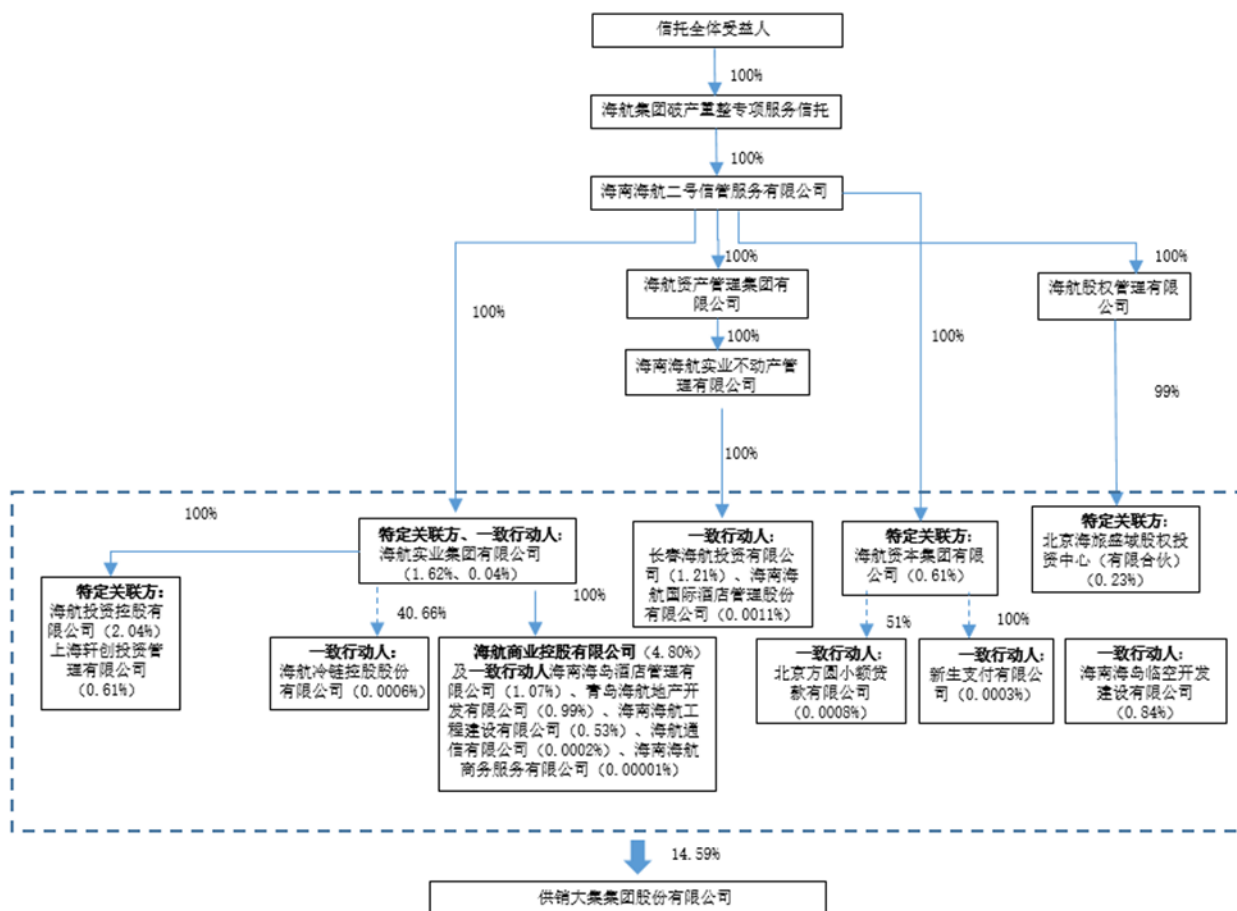 信托全体受益人
100%
海航集团破产重整专项服务信托
100%
海南海航二号信管服务有限公司
100%
100%
海航资产管理集团有
限公司
海航股权管理有限
公司
100%
100%
100%
海南海航实业不动产管
理有限公司
99%
100%
100%
特定关联方、一致行动人：
海航实业集团有限公司
（1.62%、0.04%）
一致行动人：
长春海航投资有限公
司（1.21%）、海南海
航国际酒店管理股份
有限公司（0.0011%）
特定关联方：
海航资本集团有限
公司（0.61%）
特定关联方：
北京海旅盛域股权投
资中心（有限合伙）
（0.23%）
特定关联方：
海航投资控股有
限公司（2.04%）
上海轩创投资管
理有限公司
（0.61%）
40.66%
100%
51%
100%
一致行动人：
海航冷链控股股份
有限公司（0.0006%）
海航商业控股有限公司（4.80%）
及一致行动人海南海岛酒店管理有
限公司（1.07%）、青岛海航地产开
发有限公司（0.99%）、海南海航工
程建设有限公司（0.53%）、海航通
信有限公司（0.0002%）、海南海航
商务服务有限公司（0.00001%）
一致行动人：
北京方圆小额贷
款有限公司
（0.0008%）
一致行动人：
新生支付有限公
司（0.0003%）
一致行动人：
海南海岛临空开发
建设有限公司
（0.84%）
14.59%
供销大集集团股份有限公司